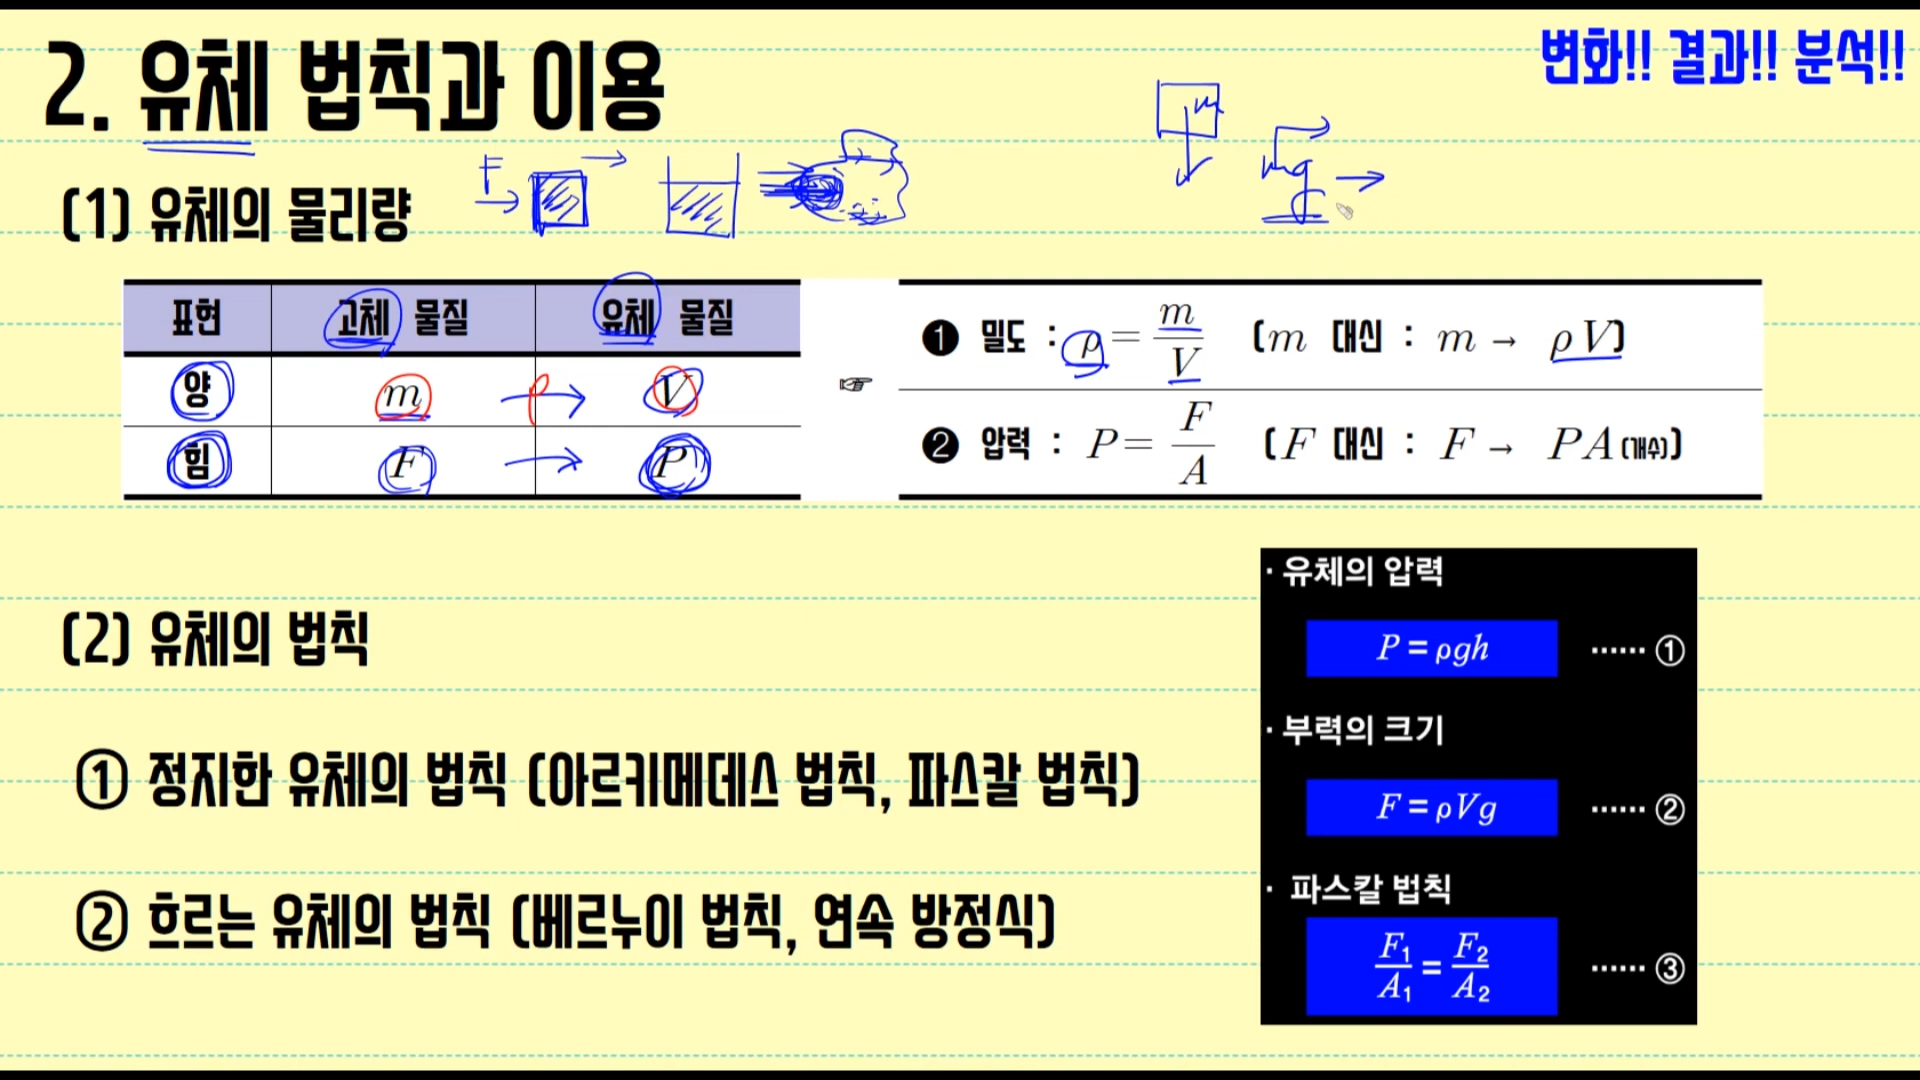 변화!! 결과!! 분석!!
2. 유체 법칙과 이용
m
F
mg
(1) 유체의 물리량
표현 고체 물질 유체 물질
양 m ρ V
힘 F P
☞
❶ 밀도 : ρ = m/V (m 대신 : m → ρV)
❷ 압력 : P = F/A (F 대신 : F → PA(개수))
(2) 유체의 법칙
① 정지한 유체의 법칙 (아르키메데스 법칙, 파스칼 법칙)
② 흐르는 유체의 법칙 (베르누이 법칙, 연속 방정식)
· 유체의 압력
P = ρgh ······ ①
· 부력의 크기
F = ρVg ······ ②
· 파스칼 법칙
F₁/A₁ = F₂/A₂ ······ ③